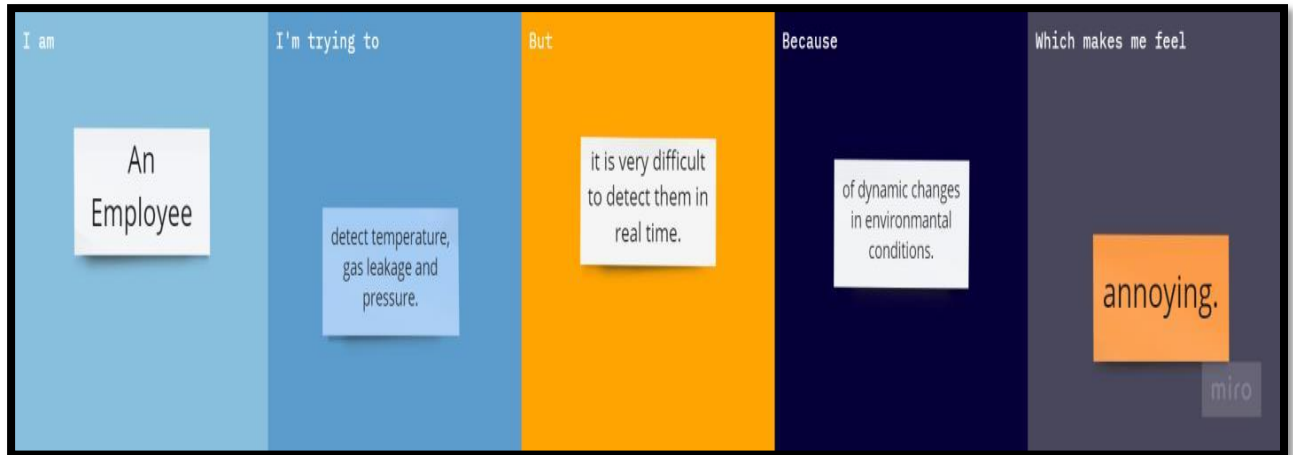 I am
An
Employee
I'm trying to
detect temperature,
gas leakage and
pressure.
But
it is very difficult
to detect them in
real time.
Because
of dynamic changes
in environmantal
conditions.
Which makes me feel
annoying.
miro